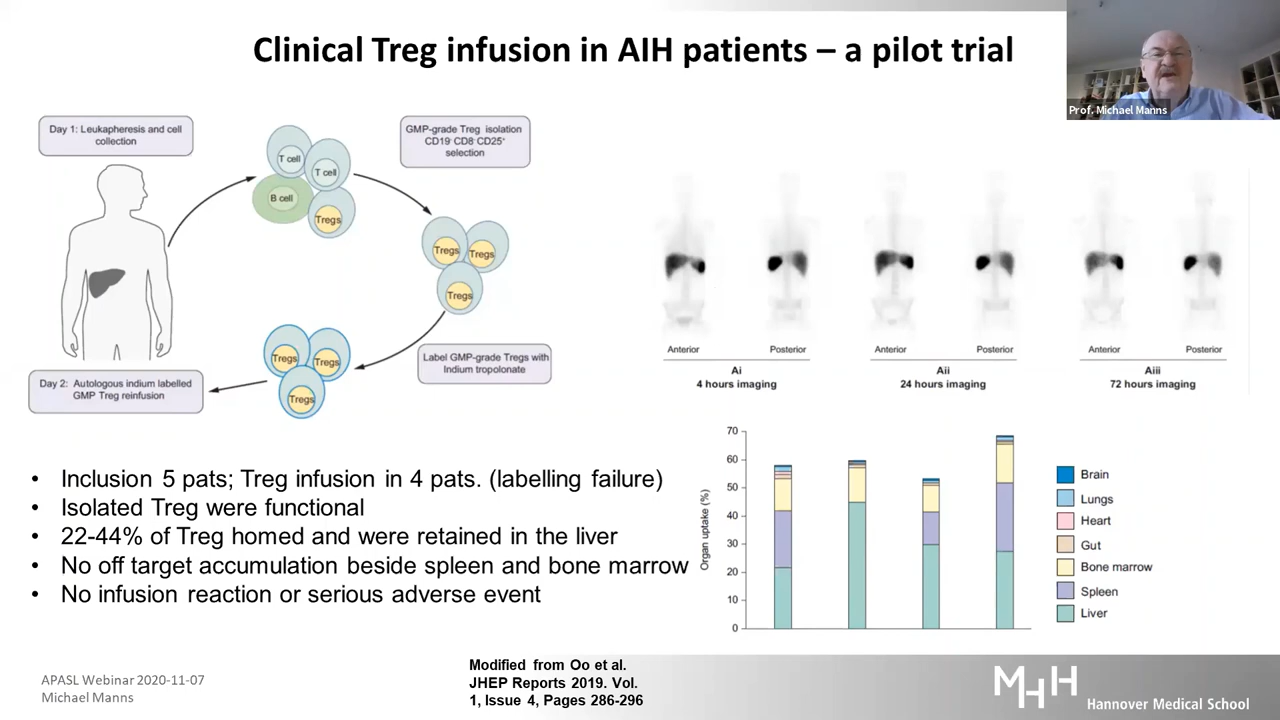 Clinical Treg infusion in AIH patients – a pilot trial
Prof. Michael Manns
Day 1: Leukapheresis and cell
collection
T cell
T cell
B cell
Tregs
GMP-grade Treg isolation
CD19⁻ CD8⁻ CD25⁺
selection
Tregs
Tregs
Tregs
Label GMP-grade Tregs with
Indium tropolonate
Tregs
Tregs
Tregs
Day 2: Autologous indium labelled
GMP Treg reinfusion
Anterior
Posterior
Ai
4 hours imaging
Anterior
Posterior
Aii
24 hours imaging
Anterior
Posterior
Aiii
72 hours imaging
• Inclusion 5 pats; Treg infusion in 4 pats. (labelling failure)
• Isolated Treg were functional
• 22-44% of Treg homed and were retained in the liver
• No off target accumulation beside spleen and bone marrow
• No infusion reaction or serious adverse event
Organ uptake (%)
70
60
50
40
30
20
10
0
Brain
Lungs
Heart
Gut
Bone marrow
Spleen
Liver
APASL Webinar 2020-11-07
Michael Manns
Modified from Oo et al.
JHEP Reports 2019. Vol.
1, Issue 4, Pages 286-296
MHH
Hannover Medical School